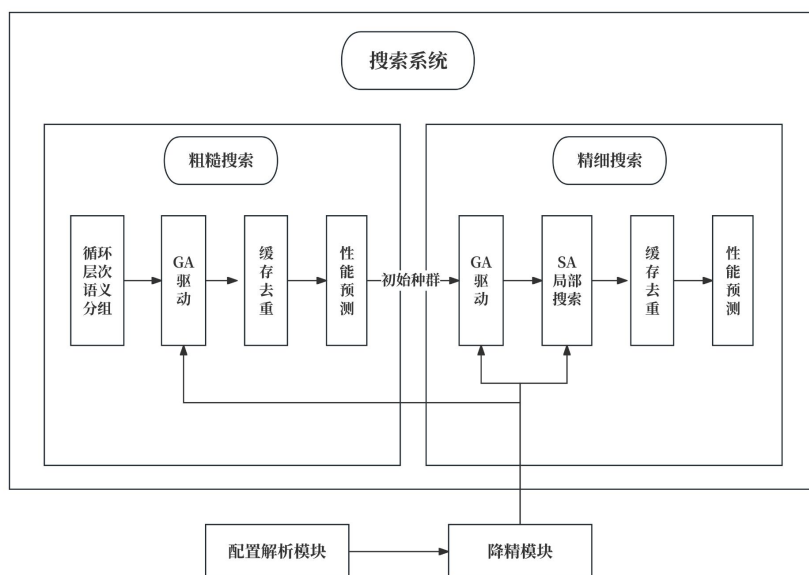 搜索系统
粗糙搜索
精细搜索
循环
层次
语义
分组
GA
驱
动
缓
存
去
重
性
能
预
测
初始种群
GA
驱
动
SA
局部
搜索
缓
存
去
重
性
能
预
测
配置解析模块
降精模块